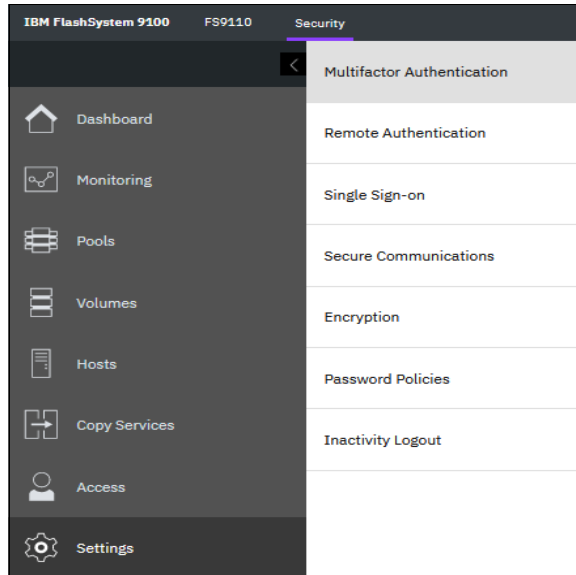 IBM FlashSystem 9100 FS9110 Security
Dashboard
Monitoring
Pools
Volumes
Hosts
Copy Services
Access
Settings
Multifactor Authentication
Remote Authentication
Single Sign-on
Secure Communications
Encryption
Password Policies
Inactivity Logout